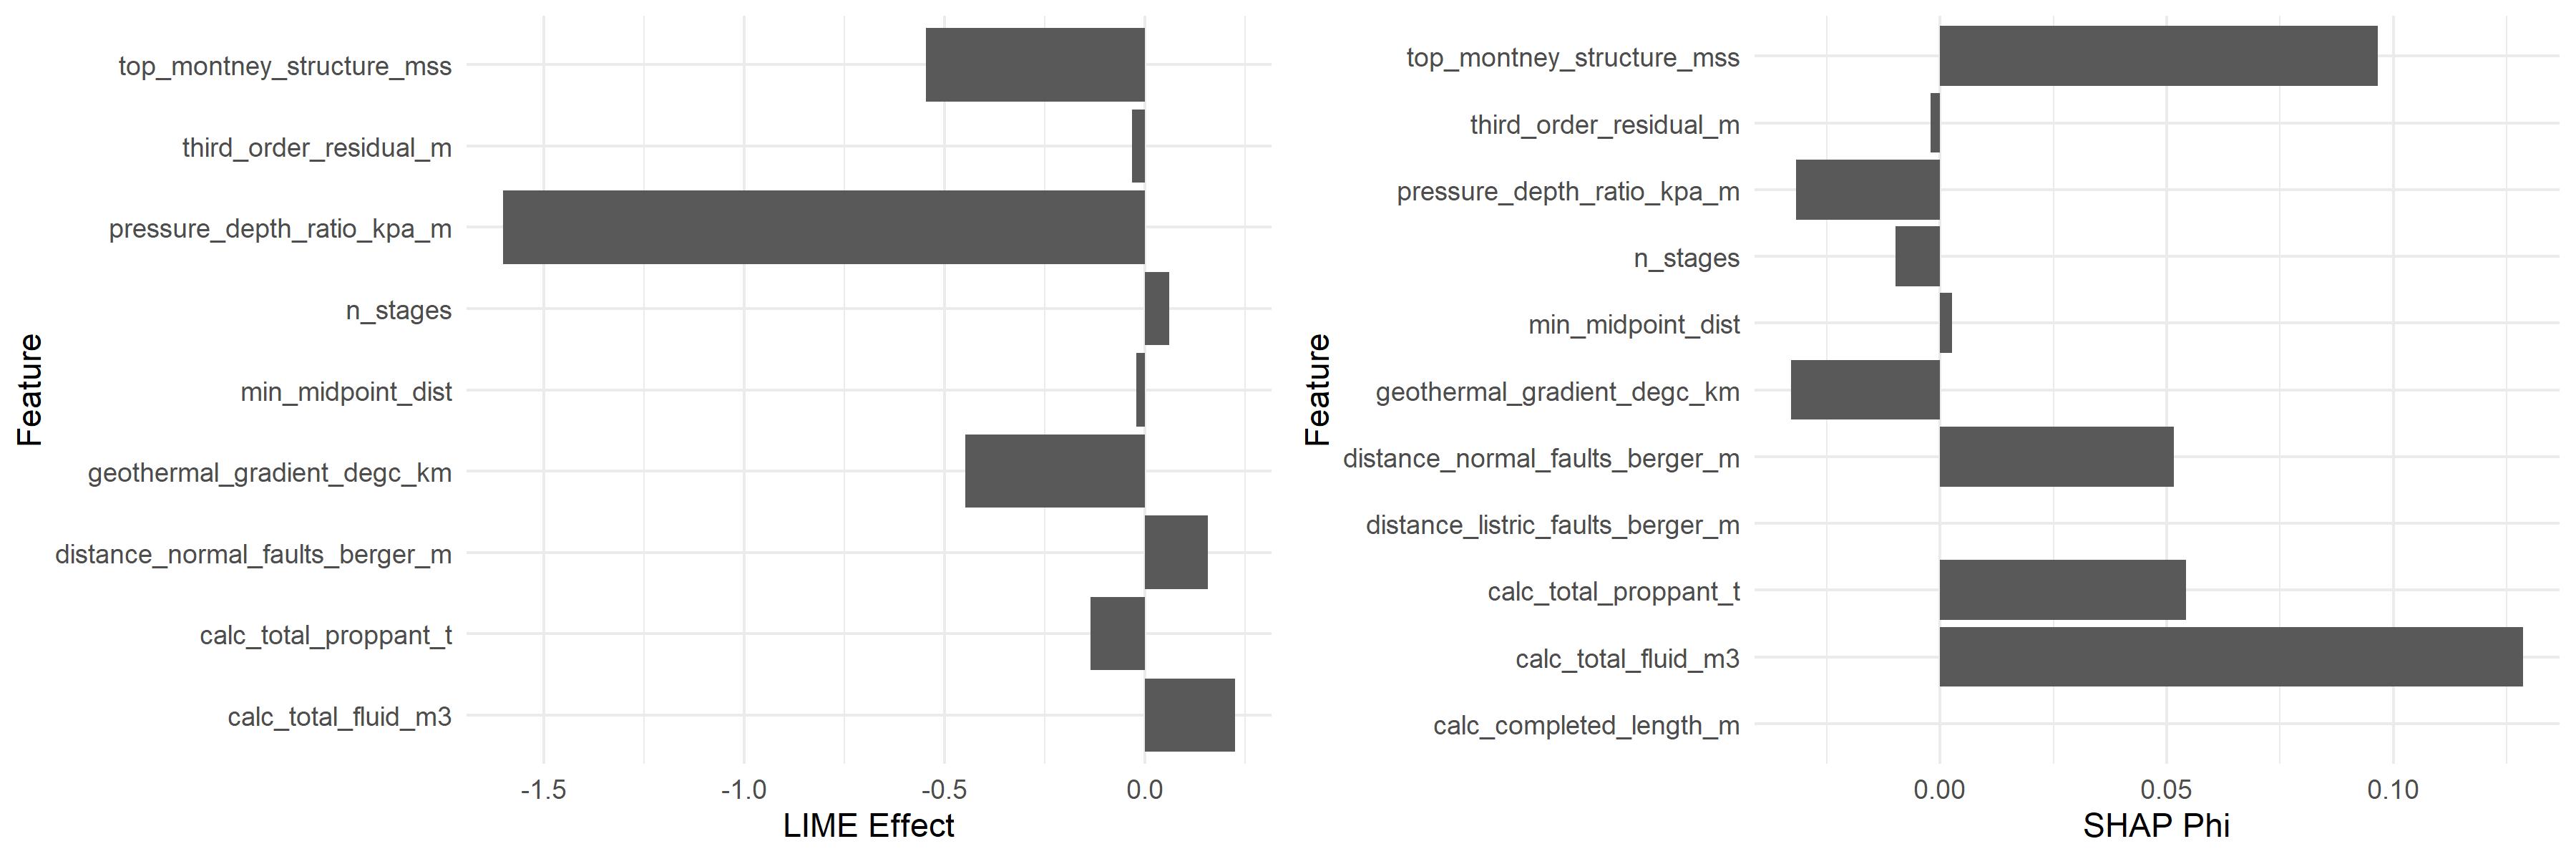 Feature
top_montney_structure_mss
third_order_residual_m
pressure_depth_ratio_kpa_m
n_stages
min_midpoint_dist
geothermal_gradient_degc_km
distance_normal_faults_berger_m
calc_total_proppant_t
calc_total_fluid_m3
-1.5 -1.0 -0.5 0.0
LIME Effect
Feature
top_montney_structure_mss
third_order_residual_m
pressure_depth_ratio_kpa_m
n_stages
min_midpoint_dist
geothermal_gradient_degc_km
distance_normal_faults_berger_m
distance_listric_faults_berger_m
calc_total_proppant_t
calc_total_fluid_m3
calc_completed_length_m
0.00 0.05 0.10
SHAP Phi